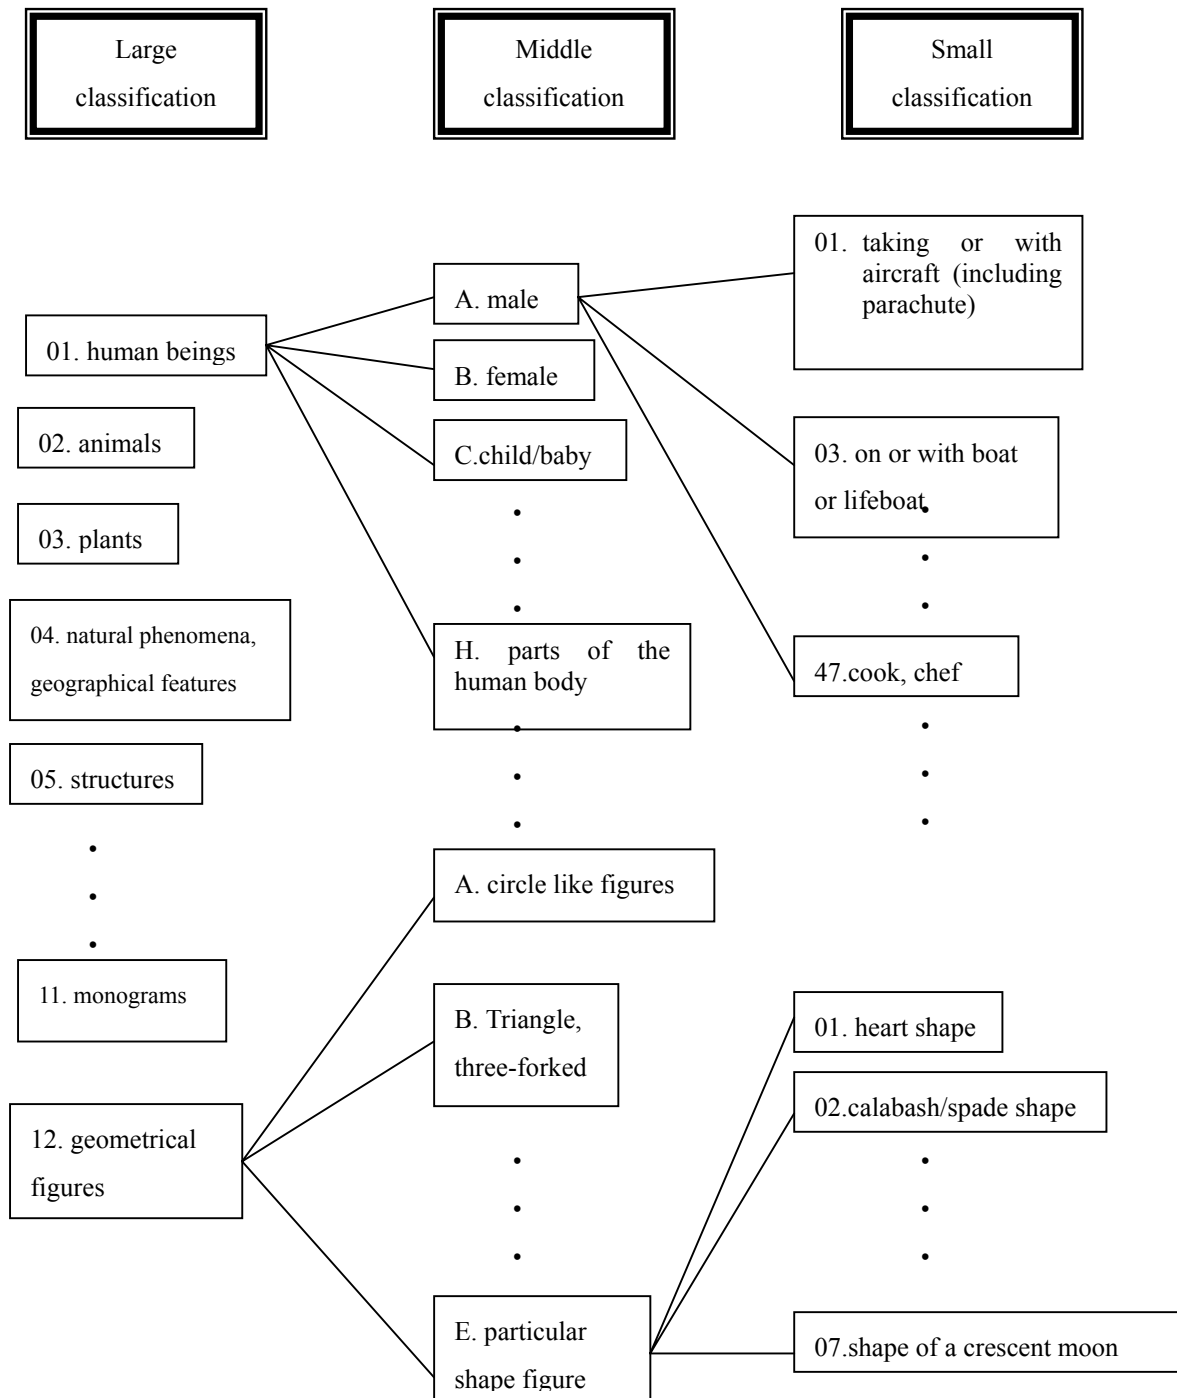 Large
classification
Middle
classification
Small
classification
01. human beings
02. animals
03. plants
04. natural phenomena,
geographical features
05. structures
11. monograms
12. geometrical
figures
A. male
B. female
C.child/baby
H. parts of the
human body
A. circle like figures
B. Triangle,
three-forked
E. particular
shape figure
01. taking or with
aircraft (including
parachute)
03. on or with boat
or lifeboat
47.cook, chef
01. heart shape
02.calabash/spade shape
07.shape of a crescent moon